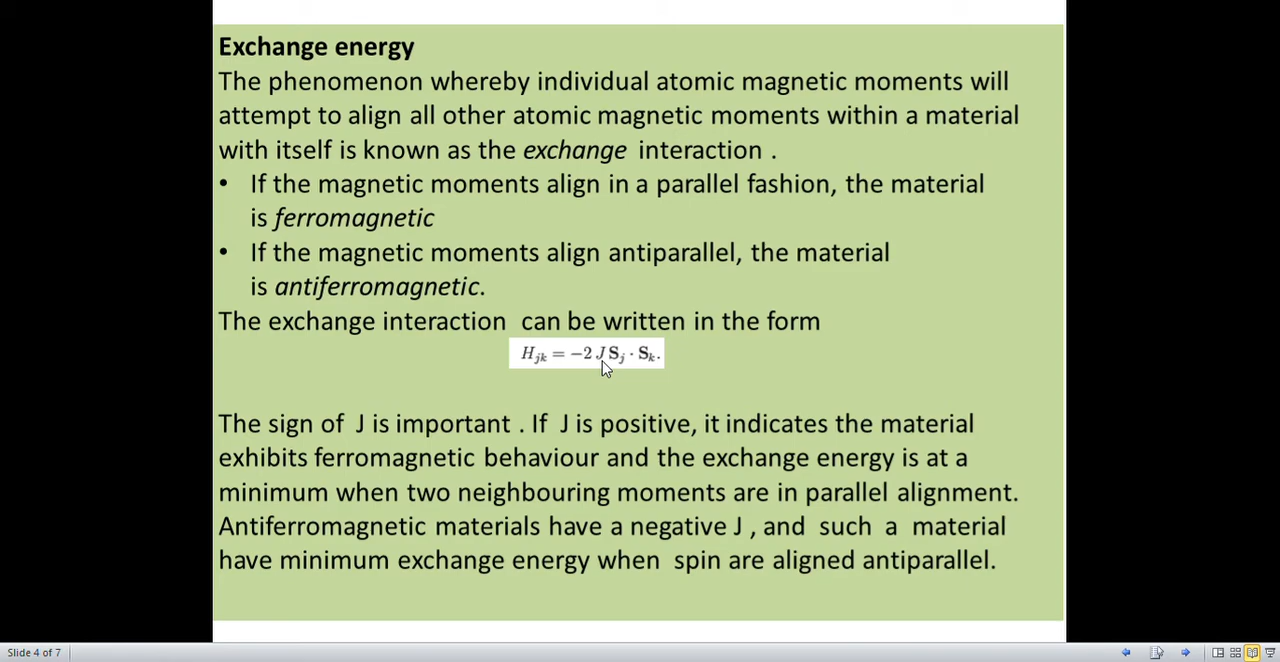 Exchange energy
The phenomenon whereby individual atomic magnetic moments will
attempt to align all other atomic magnetic moments within a material
with itself is known as the exchange interaction .
• If the magnetic moments align in a parallel fashion, the material
is ferromagnetic
• If the magnetic moments align antiparallel, the material
is antiferromagnetic.
The exchange interaction can be written in the form
H_{jk} = −2 J S_j · S_k.
The sign of J is important . If J is positive, it indicates the material
exhibits ferromagnetic behaviour and the exchange energy is at a
minimum when two neighbouring moments are in parallel alignment.
Antiferromagnetic materials have a negative J , and such a material
have minimum exchange energy when spin are aligned antiparallel.
Slide 4 of 7